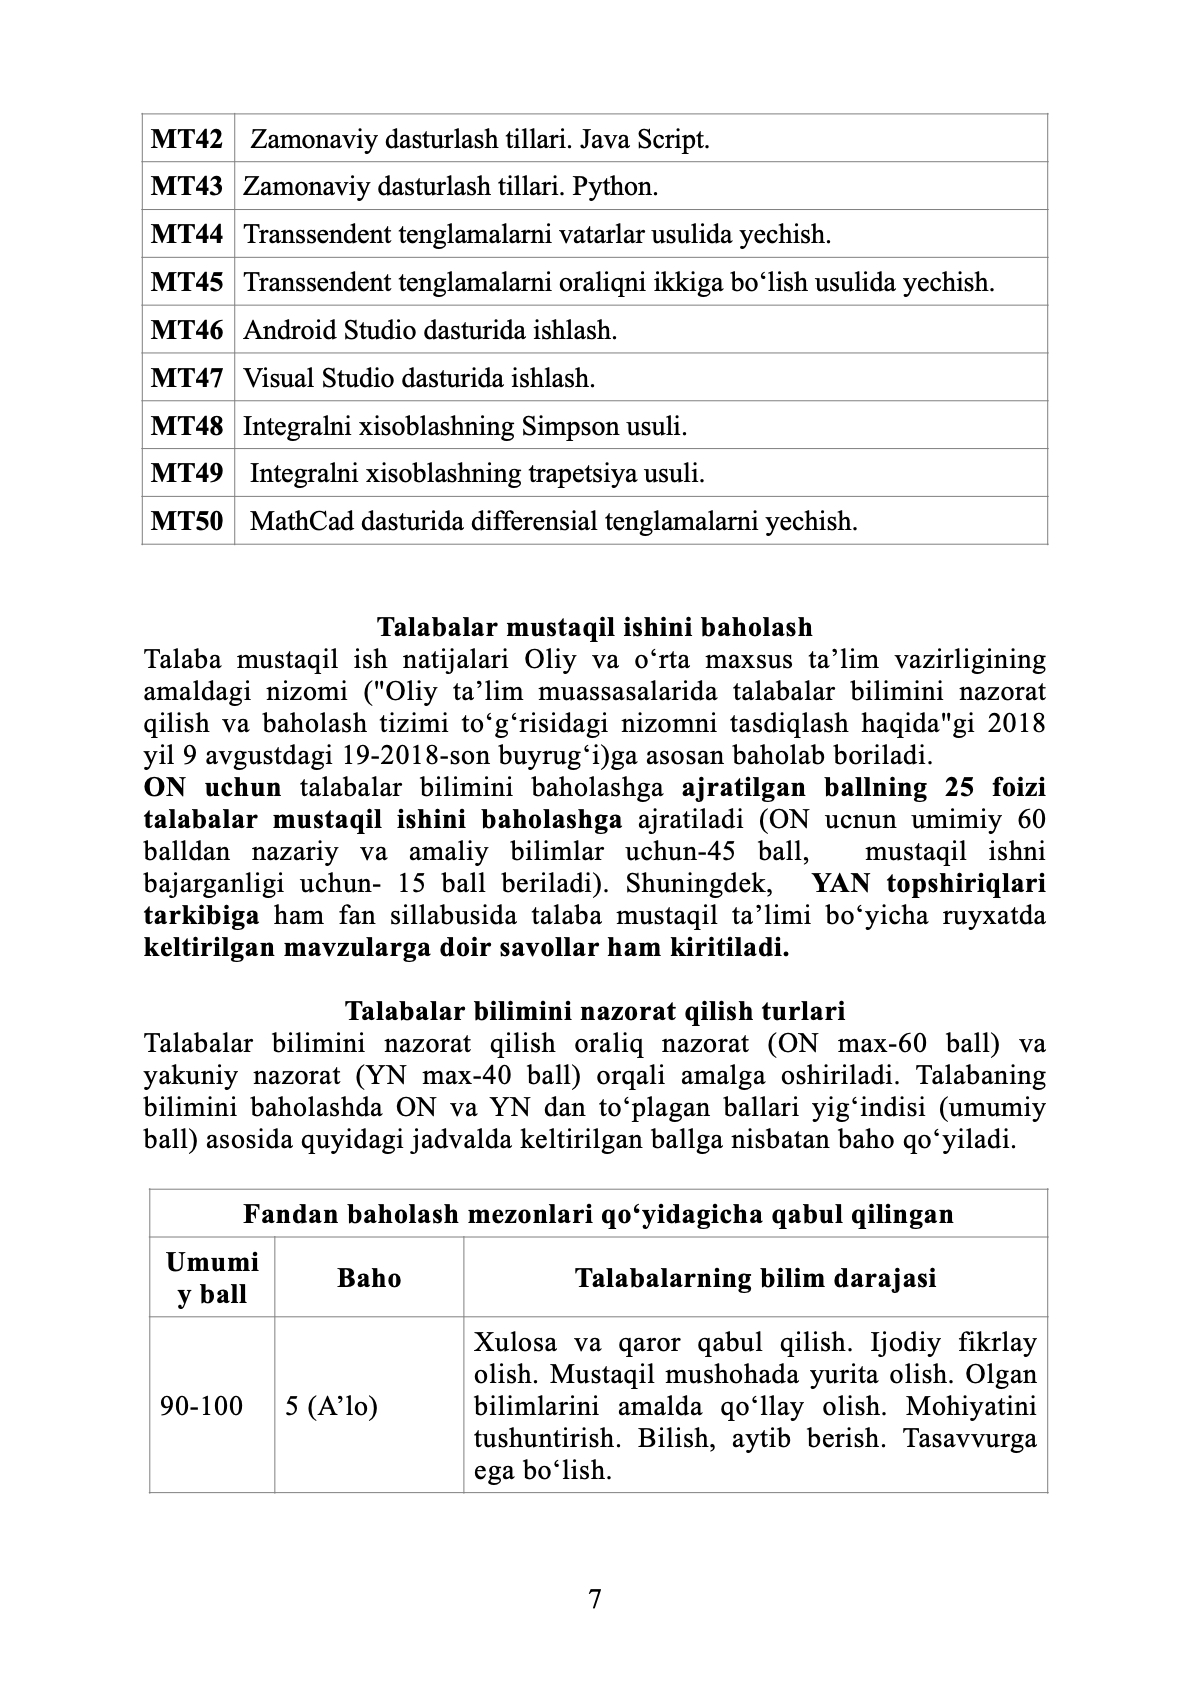 MT42 Zamonaviy dasturlash tillari. Java Script.
MT43 Zamonaviy dasturlash tillari. Python.
MT44 Transsendent tenglamalarni vatarlar usulida yechish.
MT45 Transsendent tenglamalarni oraliqni ikkiga bo‘lish usulida yechish.
MT46 Android Studio dasturida ishlash.
MT47 Visual Studio dasturida ishlash.
MT48 Integralni xisoblashning Simpson usuli.
MT49 Integralni xisoblashning trapetsiya usuli.
MT50 MathCad dasturida differensial tenglamalarni yechish.
Talabalar mustaqil ishini baholash
Talaba mustaqil ish natijalari Oliy va o‘rta maxsus ta’lim vazirligining
amaldagi nizomi ("Oliy ta’lim muassasalarida talabalar bilimini nazorat
qilish va baholash tizimi to‘g‘risidagi nizomni tasdiqlash haqida"gi 2018
yil 9 avgustdagi 19-2018-son buyrug‘i)ga asosan baholab boriladi.
ON uchun talabalar bilimini baholashga ajratilgan ballning 25 foizi
talabalar mustaqil ishini baholashga ajratiladi (ON ucnun umimiy 60
balldan nazariy va amaliy bilimlar uchun-45 ball, mustaqil ishni
bajarganligi uchun- 15 ball beriladi). Shuningdek, YAN topshiriqlari
tarkibiga ham fan sillabusida talaba mustaqil ta’limi bo‘yicha ruyxatda
keltirilgan mavzularga doir savollar ham kiritiladi.
Talabalar bilimini nazorat qilish turlari
Talabalar bilimini nazorat qilish oraliq nazorat (ON max-60 ball) va
yakuniy nazorat (YN max-40 ball) orqali amalga oshiriladi. Talabaning
bilimini baholashda ON va YN dan to‘plagan ballari yig‘indisi (umumiy
ball) asosida quyidagi jadvalda keltirilgan ballga nisbatan baho qo‘yiladi.
Fandan baholash mezonlari qo‘yidagicha qabul qilingan
Umumi
y ball
Baho
Talabalarning bilim darajasi
90-100
5 (A’lo)
Xulosa va qaror qabul qilish. Ijodiy fikrlay
olish. Mustaqil mushohada yurita olish. Olgan
bilimlarini amalda qo‘llay olish. Mohiyatini
tushuntirish. Bilish, aytib berish. Tasavvurga
ega bo‘lish.
7